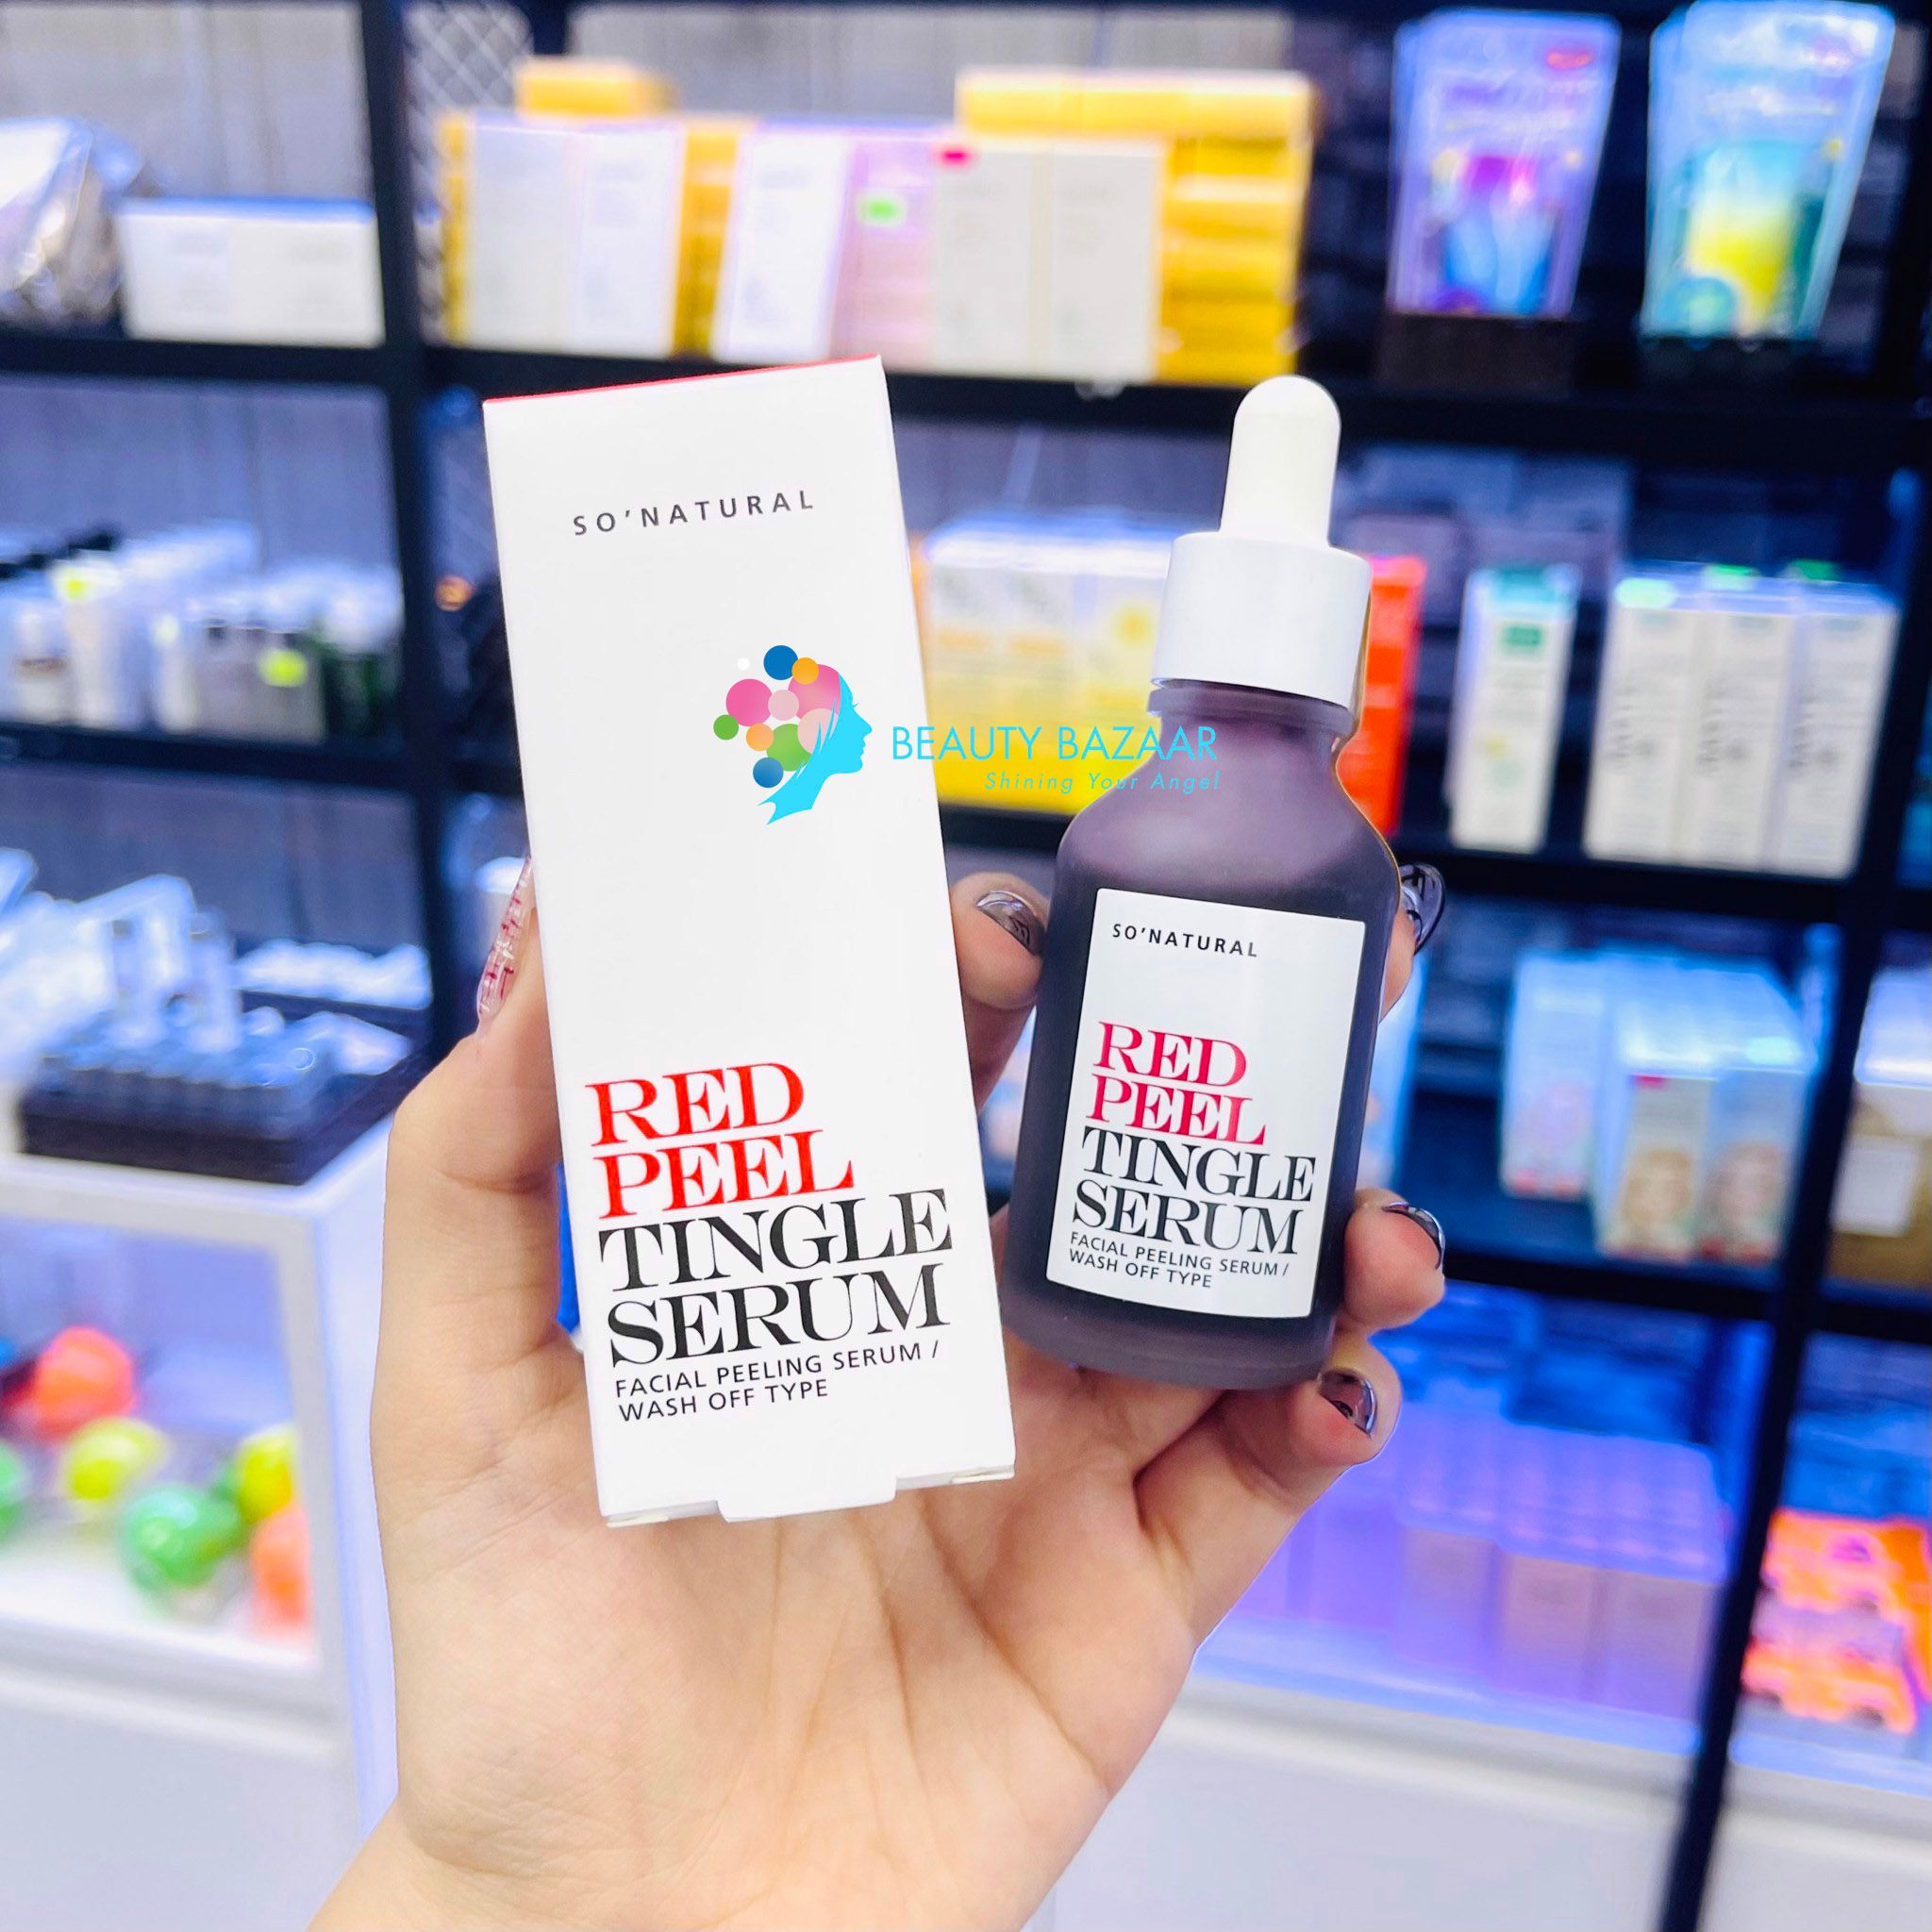 SO'NATURAL
RED
PEEL
TINGLE
SERUM
FACIAL PEELING SERUM /
WASH OFF TYPE
BEAUTY BAZAAR
Shining Your Angel
SO'NATURAL
RED
PEEL
TINGLE
SERUM
FACIAL PEELING SERUM /
WASH OFF TYPE